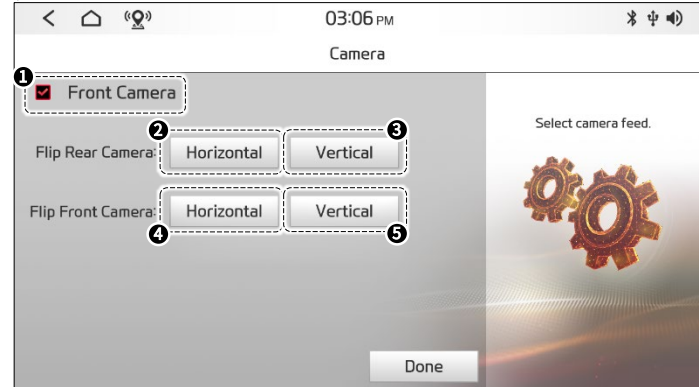 03:06 PM
Camera
1
Front Camera
Select camera feed.
2
3
Flip Rear Camera: Horizontal Vertical
Flip Front Camera: Horizontal Vertical
4
5
Done